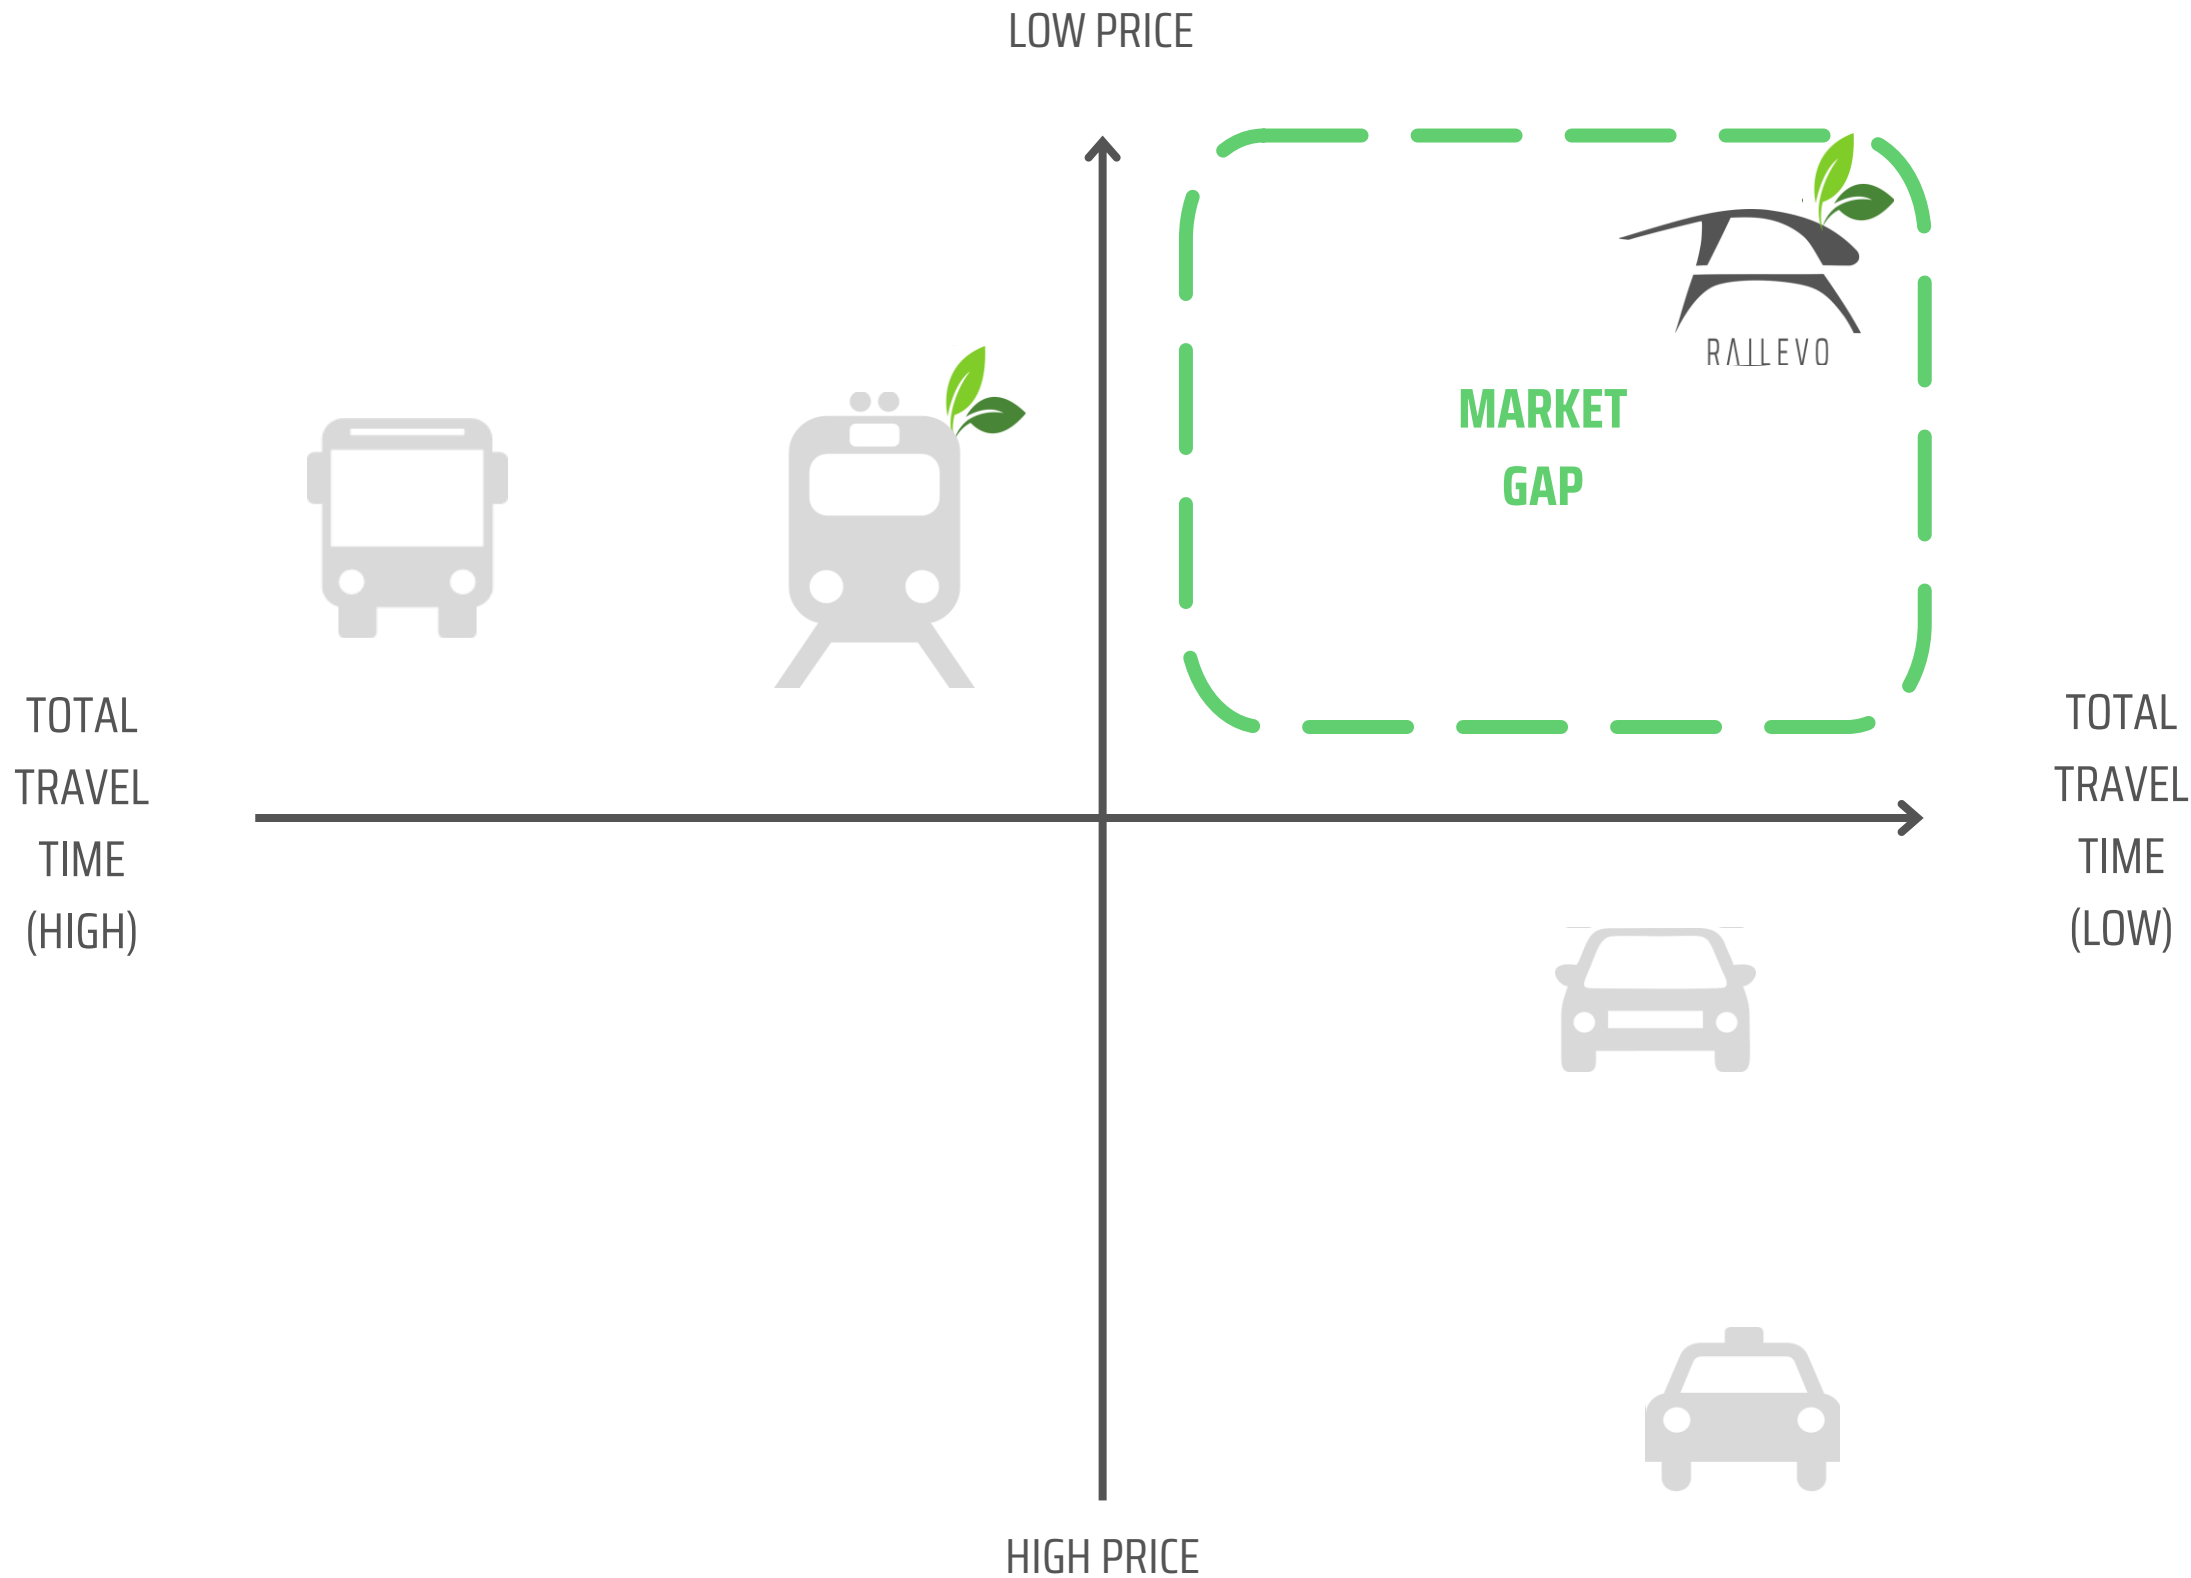 LOW PRICE
RAILEVO
MARKET
GAP
TOTAL
TRAVEL
TIME
(HIGH)
TOTAL
TRAVEL
TIME
(LOW)
HIGH PRICE